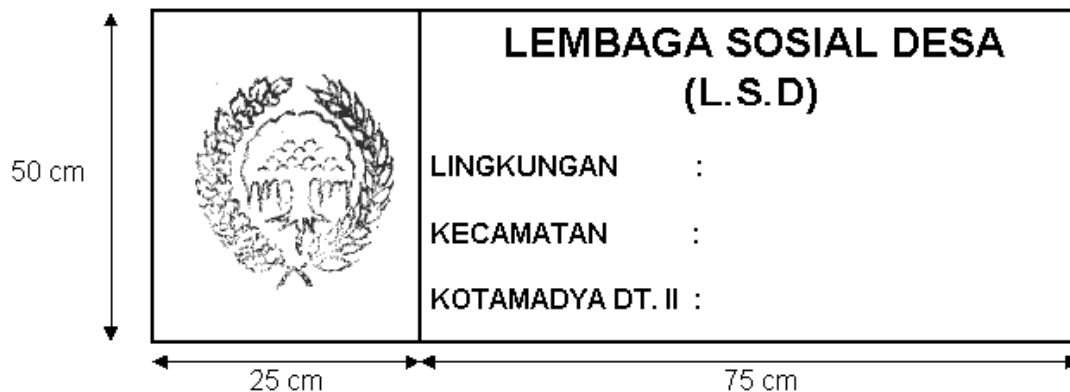 LEMBAGA SOSIAL DESA
(L.S.D)
50 cm
LINGKUNGAN :
KECAMATAN :
KOTAMADYA DT. II :
25 cm
75 cm